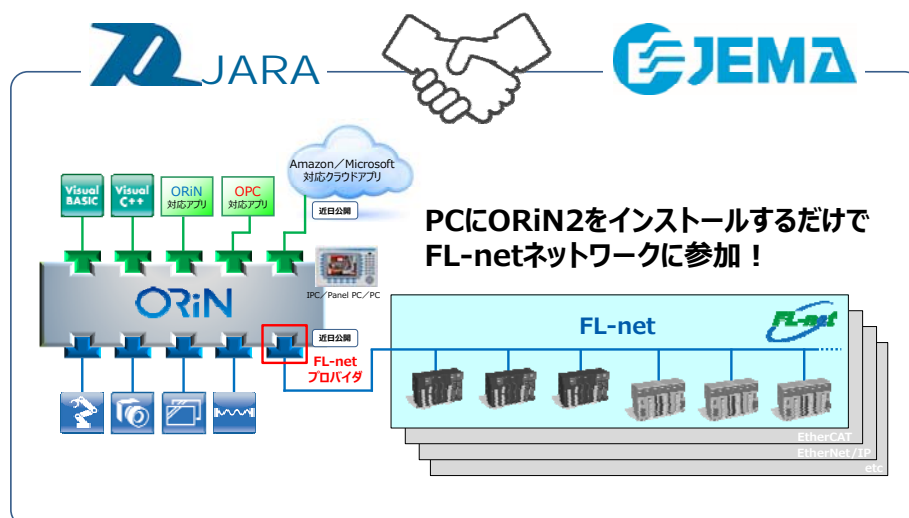 JARA
JEMA
Amazon／Microsoft
対応クラウドアプリ
Visual
BASIC
Visual
C++
ORiN
対応アプリ
OPC
対応アプリ
近日公開
PCにORiN2をインストールするだけで
FL-netネットワークに参加！
ORiN
IPC／Panel PC／PC
近日公開
FL-net
プロバイダ
FL-net
FL-net
EtherCAT
EtherNet/IP
etc